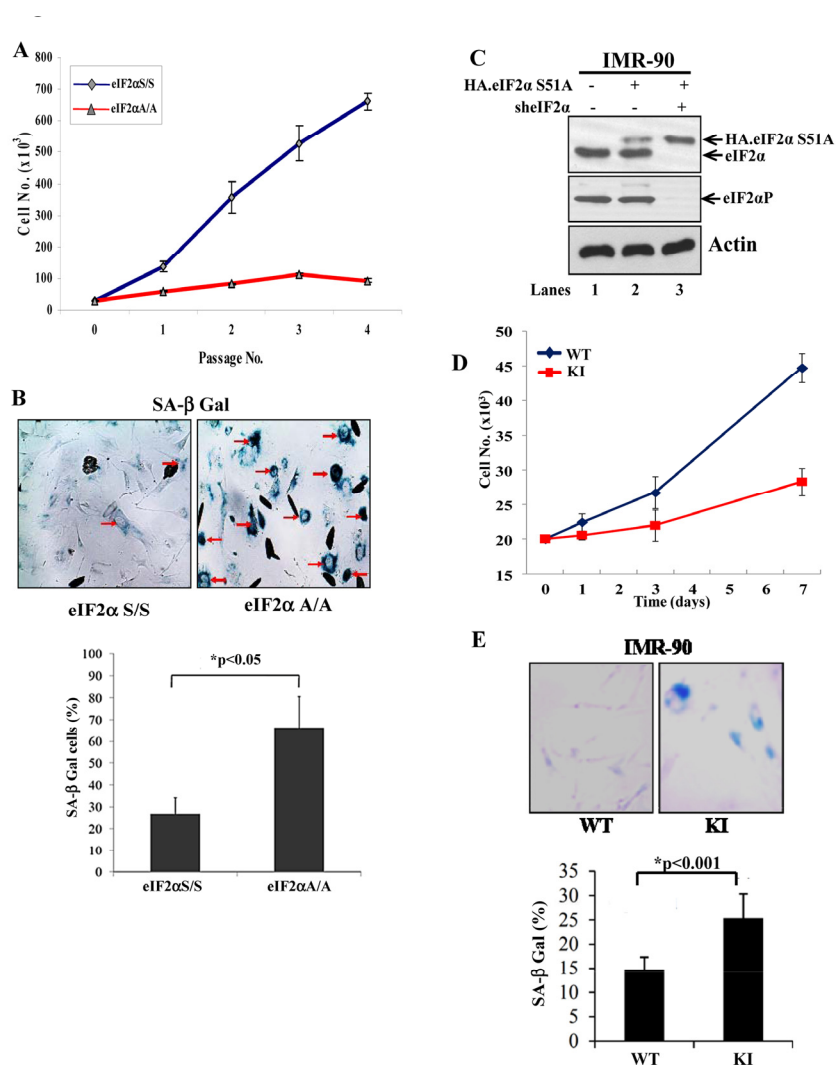 A
800
700
600
500
400
300
200
100
0
Cell No. (x10³)
eIF2αS/S
eIF2αA/A
0 1 2 3 4
Passage No.
B
SA-β Gal
eIF2α S/S
eIF2α A/A
100
90
80
70
60
50
40
30
20
10
0
SA-β Gal cells (%)
*p<0.05
eIF2αS/S
eIF2αA/A
C
IMR-90
HA.eIF2α S51A - + +
sheIF2α - - +
HA.eIF2α S51A
eIF2α
eIF2αP
Actin
Lanes 1 2 3
D
50
45
40
35
30
25
20
15
10
Cell No. (x10³)
WT
KI
0 1 2 3 4 5 6 7
Time (days)
E
IMR-90
WT
KI
35
30
25
20
15
10
5
0
SA-β Gal (%)
*p<0.001
WT
KI